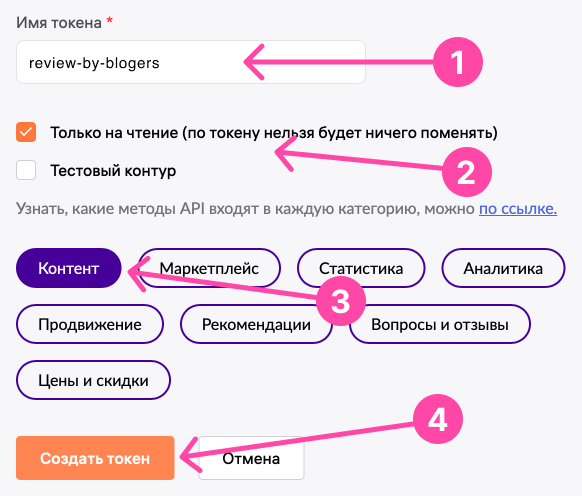 Имя токена *
review-by-blogers
1
Только на чтение (по токену нельзя будет ничего поменять)
Тестовый контур
2
Узнать, какие методы API входят в каждую категорию, можно по ссылке.
Контент Маркетплейс Статистика Аналитика
3
Продвижение Рекомендации Вопросы и отзывы
Цены и скидки
4
Создать токен Отмена